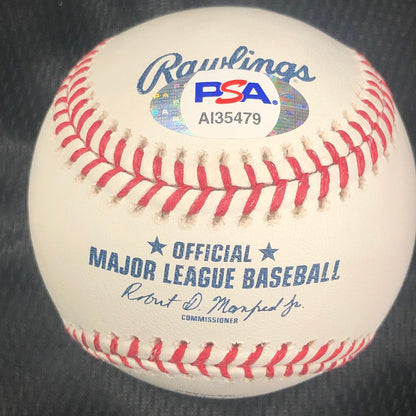 Rawlings
PSA
AI35479
OFFICIAL
MAJOR LEAGUE BASEBALL
Robert D. Manfred Jr.
COMMISSIONER